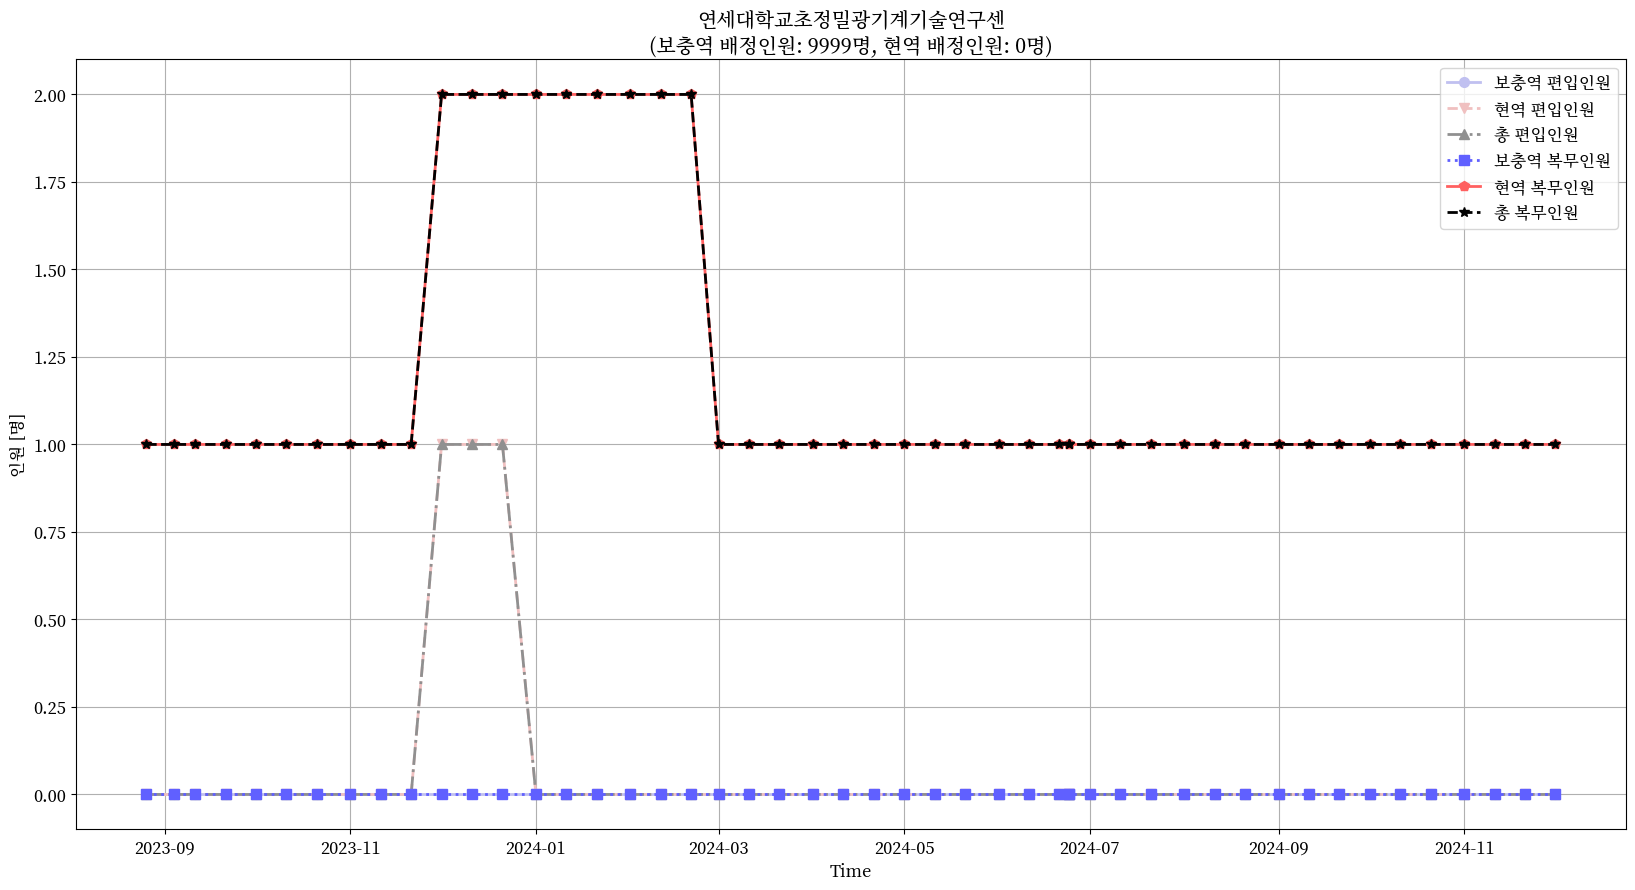 연세대학교초정밀광기계기술연구센
(보충역 배정인원: 9999명, 현역 배정인원: 0명)
보충역 편입인원
현역 편입인원
총 편입인원
보충역 복무인원
현역 복무인원
총 복무인원
2.00
1.75
1.50
1.25
1.00
0.75
0.50
0.25
0.00
인원 [명]
2023-09
2023-11
2024-01
2024-03
2024-05
2024-07
2024-09
2024-11
Time